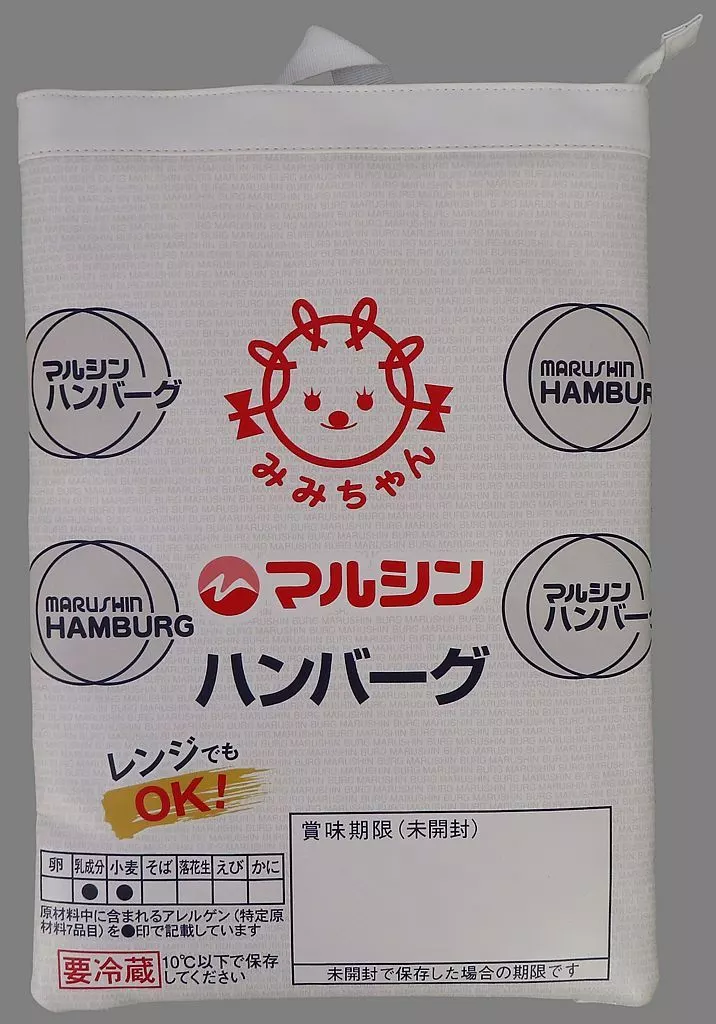 MARUSHIN BURG MARUSHIN BURG MARUSHIN BURG
マルシン
ハンバーグ
MARUSHIN
HAMBUR
みみちゃん
MARUSHIN
HAMBURG
マルシン
マルシン
ハンバー
ハンバーグ
レンジでも
OK!
賞味期限(未開封)
卵 乳成分 小麦 そば 落花生 えび かに
● ●
原材料中に含まれるアレルゲン(特定原
材料7品目)を●印で記載しています
要冷蔵
10℃以下で保存
してください
未開封で保存した場合の期限です